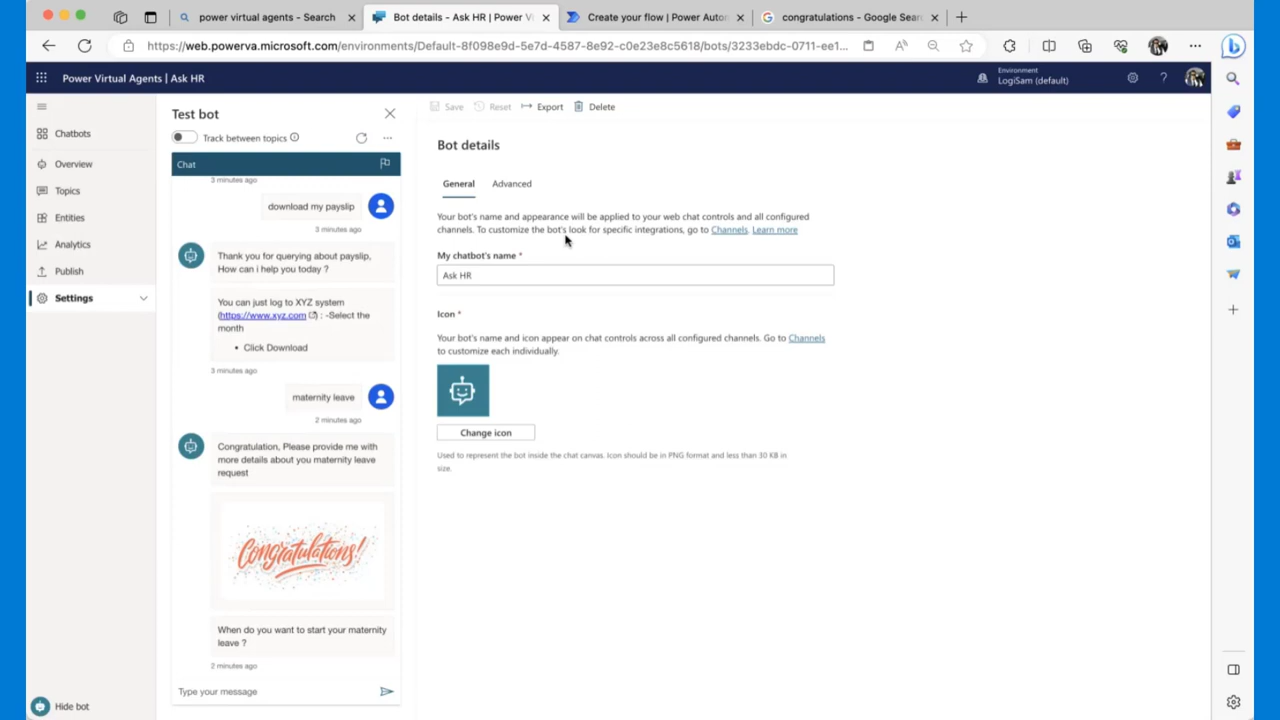 power virtual agents - Search
Bot details - Ask HR | Power Vi
Create your flow | Power Autom
congratulations - Google Searc
https://web.powerva.microsoft.com/environments/Default-8f098e9d-5e7d-4587-8e92-c0e23e8c5618/bots/3233ebdc-0711-ee1...
Power Virtual Agents | Ask HR
Environment
LogiSam (default)
Chatbots
Overview
Topics
Entities
Analytics
Publish
Settings
Hide bot
Test bot
Track between topics
Chat
3 minutes ago
download my payslip
3 minutes ago
Thank you for querying about payslip,
How can i help you today ?
You can just log to XYZ system
(https://www.xyz.com ) : -Select the
month
• Click Download
3 minutes ago
maternity leave
2 minutes ago
Congratulation, Please provide me with
more details about you maternity leave
request
Congratulations!
When do you want to start your maternity
leave ?
2 minutes ago
Type your message
Save Reset Export Delete
Bot details
General Advanced
Your bot's name and appearance will be applied to your web chat controls and all configured
channels. To customize the bot's look for specific integrations, go to Channels. Learn more
My chatbot's name *
Ask HR
Icon *
Your bot's name and icon appear on chat controls across all configured channels. Go to Channels
to customize each individually.
Change icon
Used to represent the bot inside the chat canvas. Icon should be in PNG format and less than 30 KB in
size.